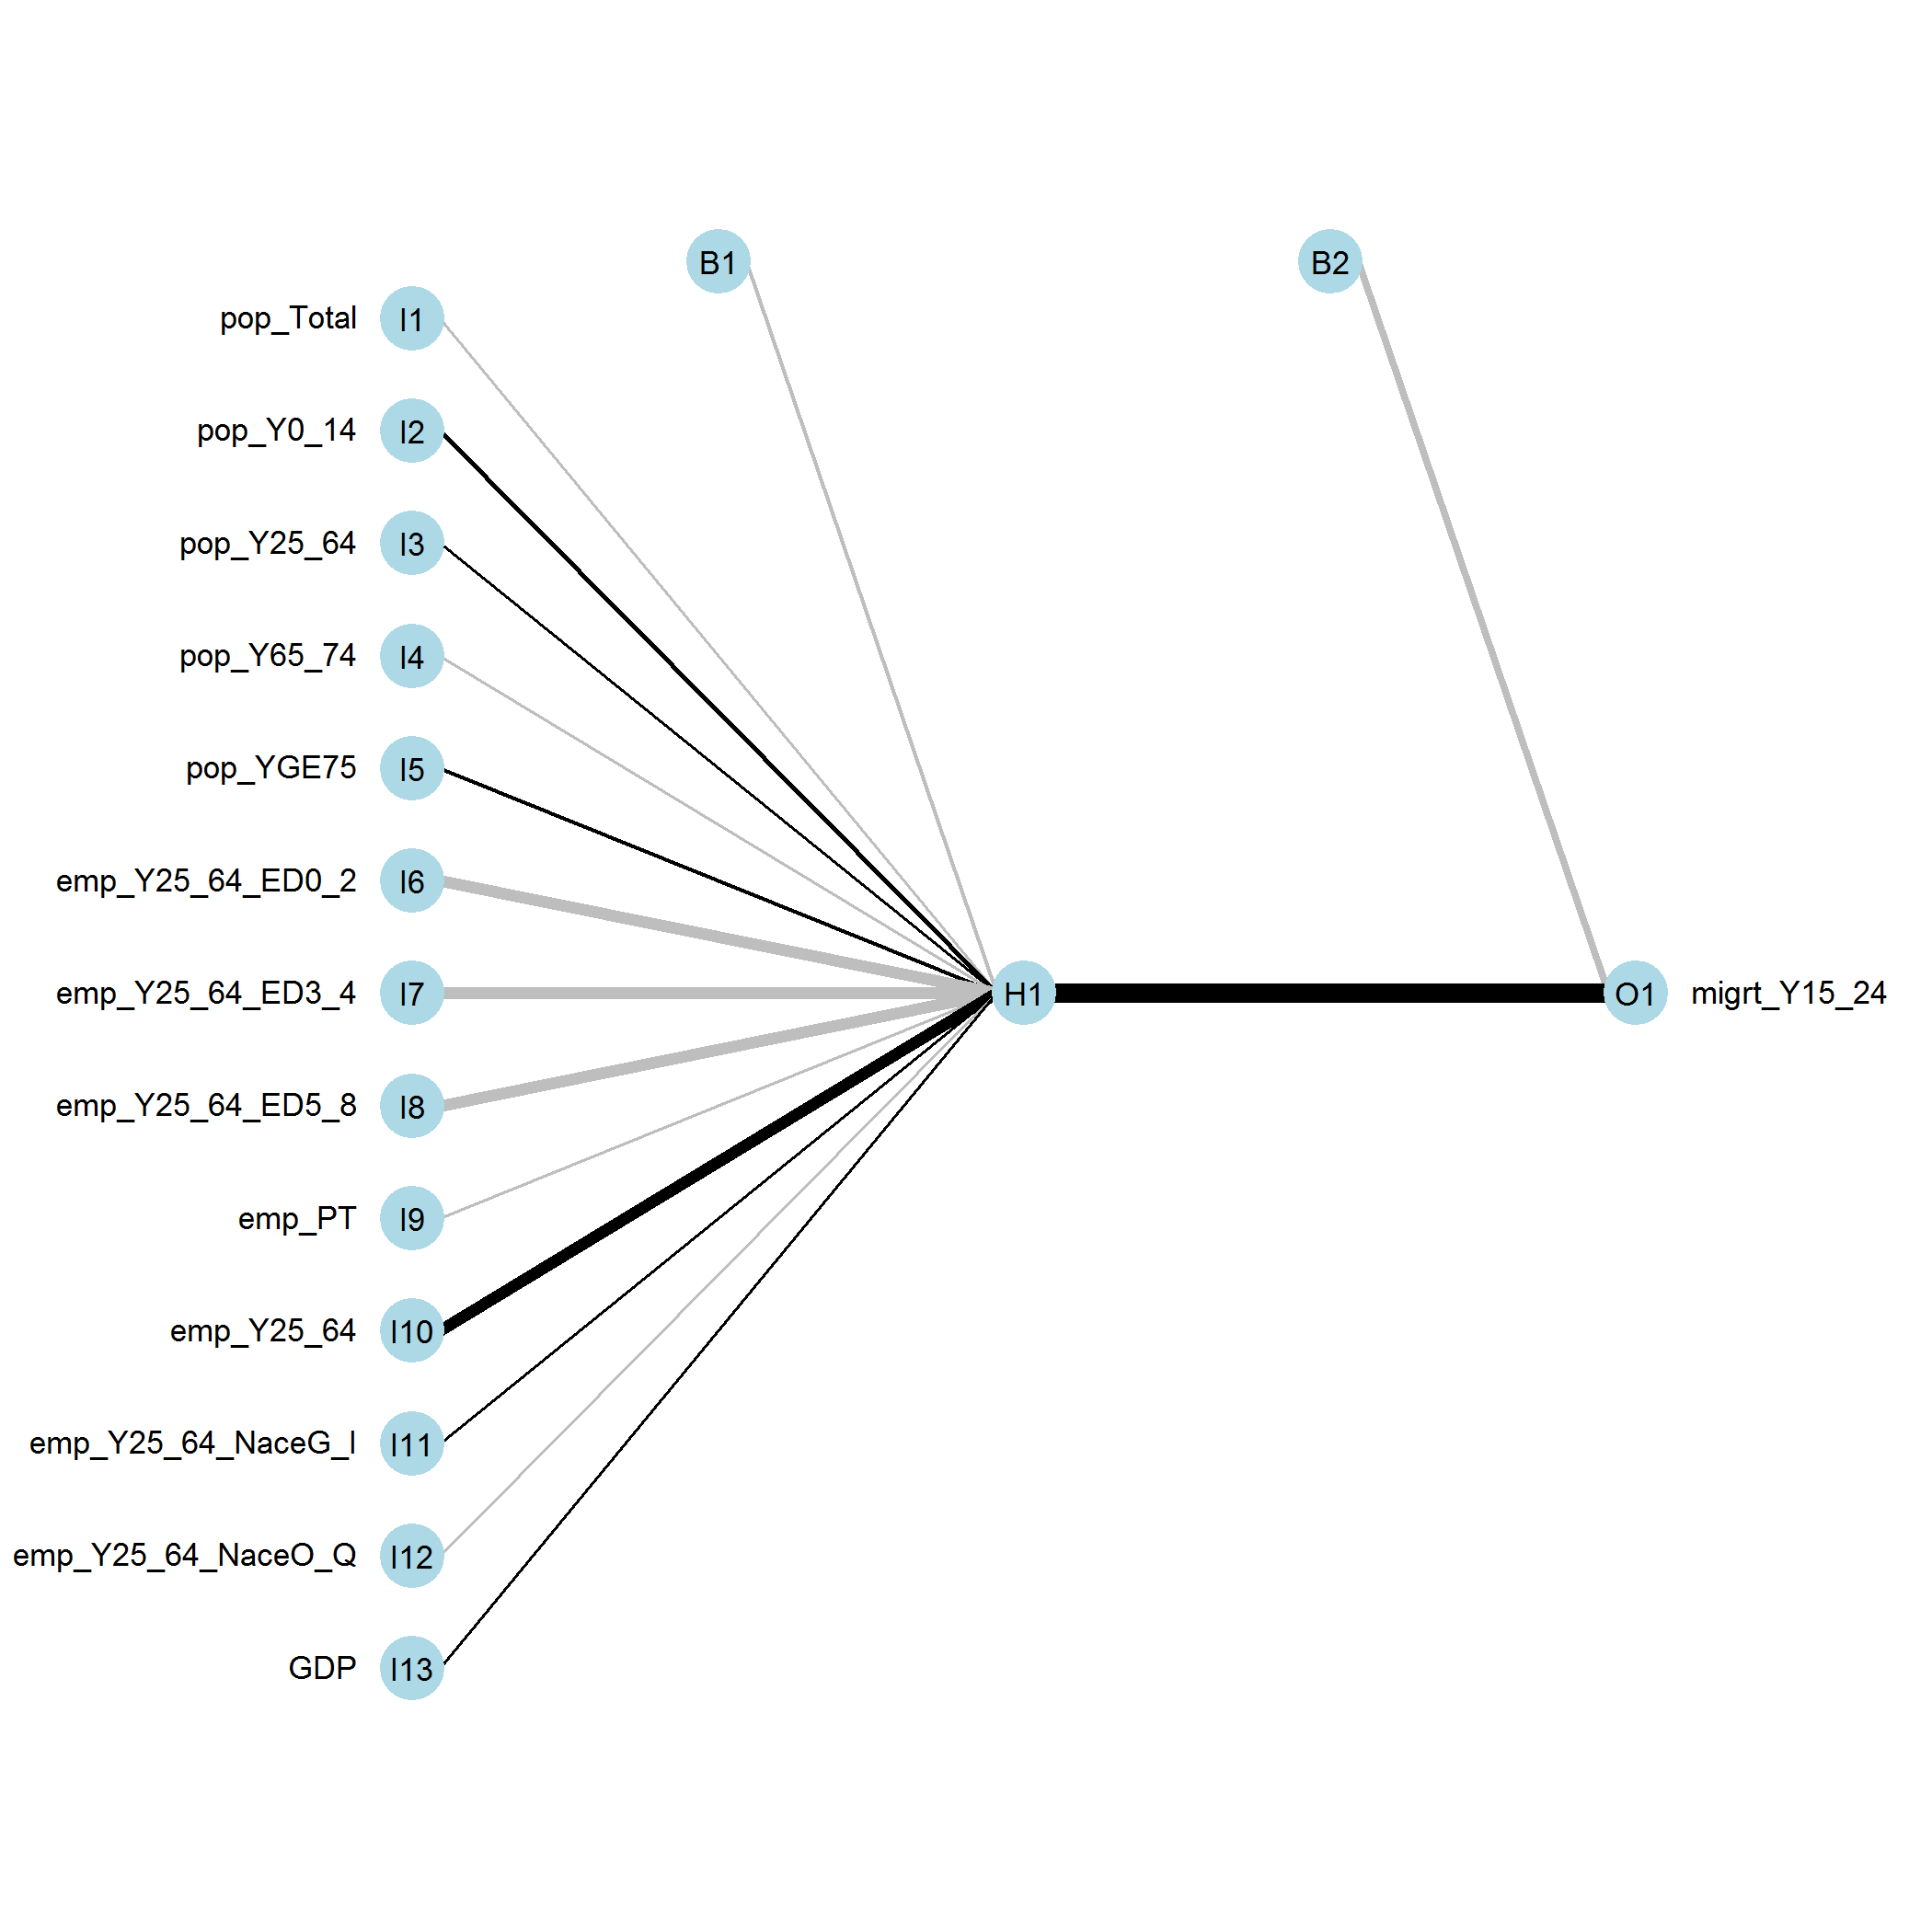 B1 B2
pop_Total I1
pop_Y0_14 I2
pop_Y25_64 I3
pop_Y65_74 I4
pop_YGE75 I5
emp_Y25_64_ED0_2 I6
emp_Y25_64_ED3_4 I7 H1 O1 migrt_Y15_24
emp_Y25_64_ED5_8 I8
emp_PT I9
emp_Y25_64 I10
emp_Y25_64_NaceG_I I11
emp_Y25_64_NaceO_Q I12
GDP I13